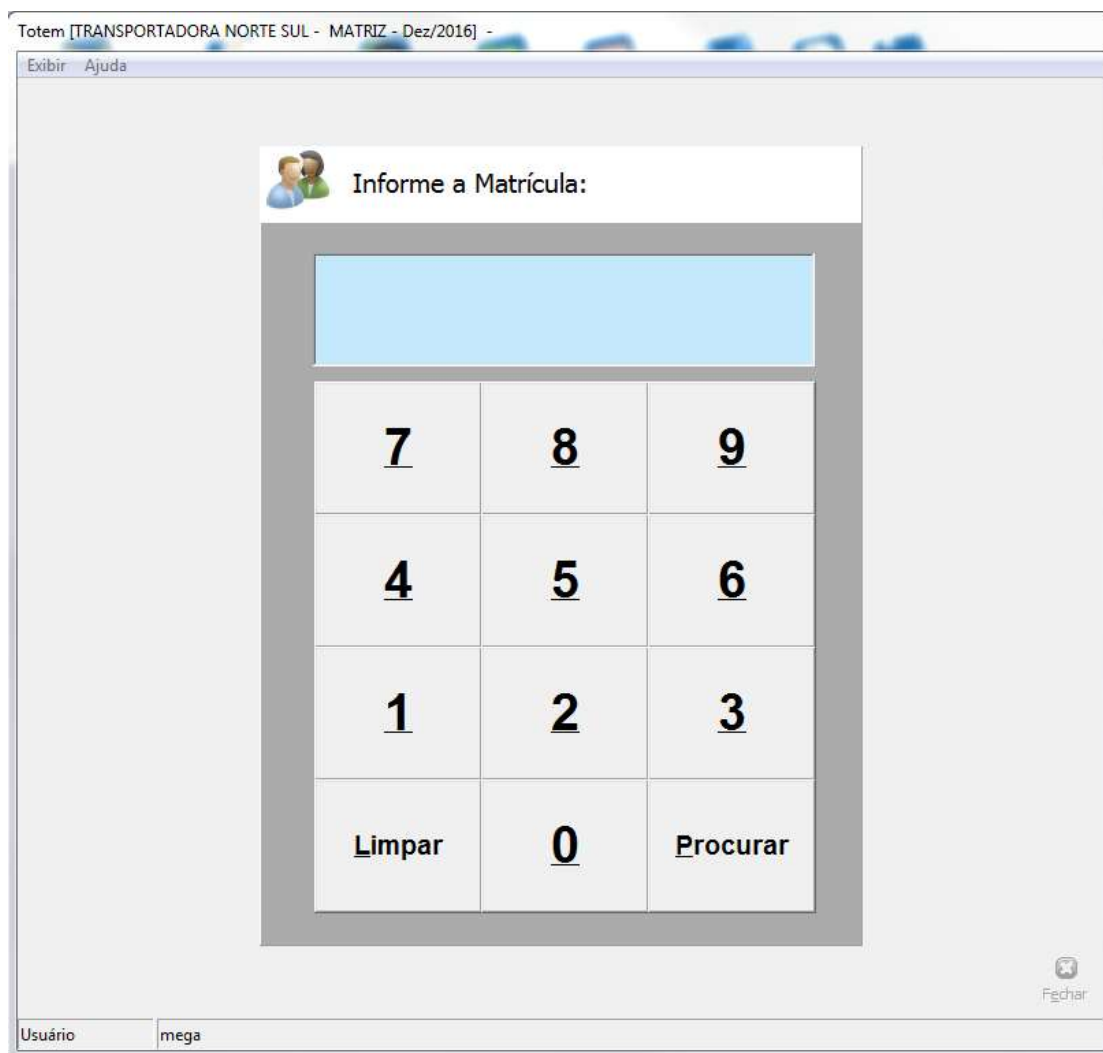 Totem [TRANSPORTADORA NORTE SUL - MATRIZ - Dez/2016] -
Exibir Ajuda
Informe a Matrícula:
7 8 9
4 5 6
1 2 3
Limpar 0 Procurar
Fechar
Usuário mega